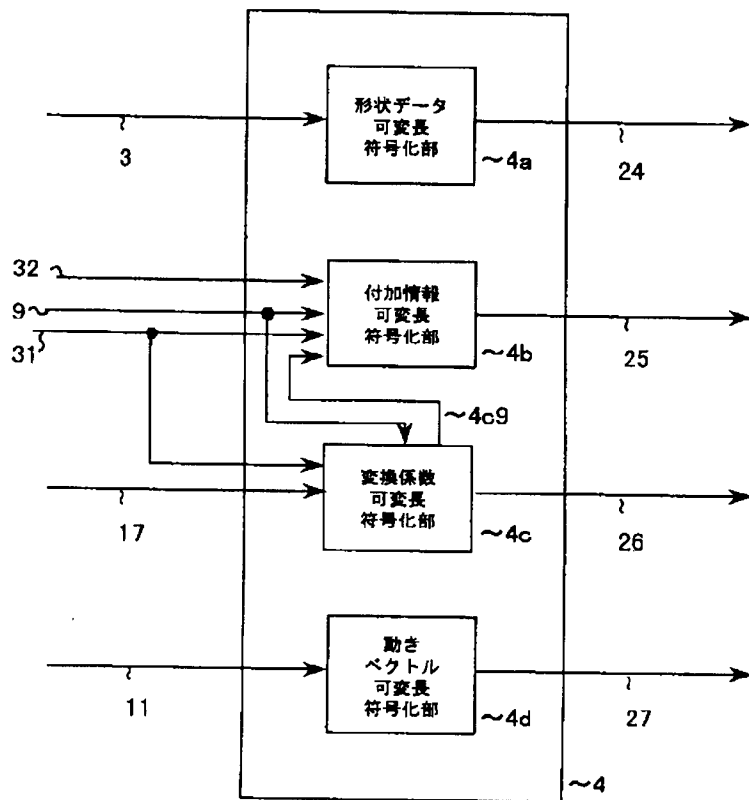 形状データ
可変長
符号化部
3
~4a
24
32
9
付加情報
可変長
符号化部
31
~4b
25
~4c9
変換係数
可変長
符号化部
17
~4c
26
動き
ベクトル
可変長
符号化部
11
~4d
27
~4